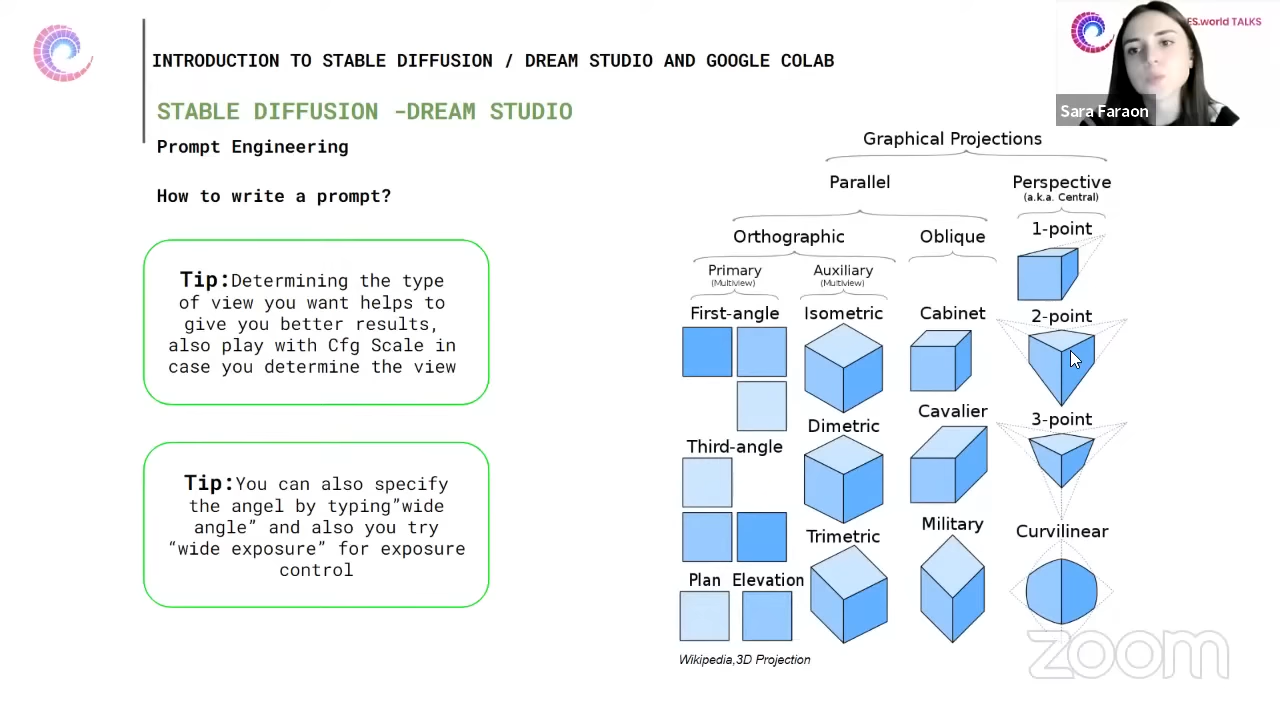 ES.world TALKS
Sara Faraon
INTRODUCTION TO STABLE DIFFUSION / DREAM STUDIO AND GOOGLE COLAB
STABLE DIFFUSION -DREAM STUDIO
Prompt Engineering
How to write a prompt?
Tip:Determining the type
of view you want helps to
give you better results,
also play with Cfg Scale in
case you determine the view
Tip:You can also specify
the angel by typing”wide
angle” and also you try
“wide exposure” for exposure
control
Graphical Projections
Parallel
Perspective
(a.k.a. Central)
Orthographic
Oblique
1-point
Primary
(Multiview)
Auxiliary
(Multiview)
First-angle
Isometric
Cabinet
2-point
Dimetric
Cavalier
3-point
Third-angle
Trimetric
Military
Curvilinear
Plan
Elevation
Wikipedia,3D Projection
zoom